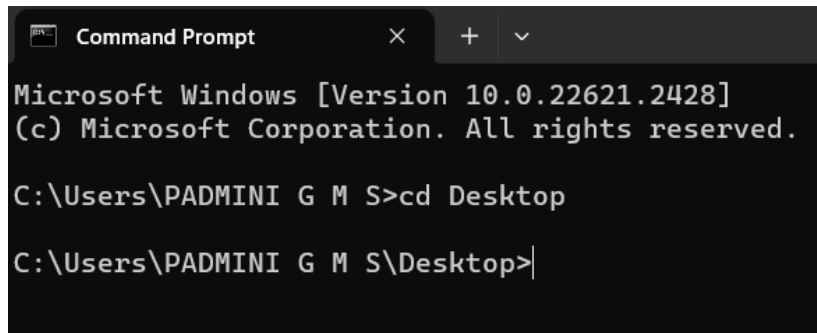 Command Prompt
Microsoft Windows [Version 10.0.22621.2428]
(c) Microsoft Corporation. All rights reserved.
C:\Users\PADMINI G M S>cd Desktop
C:\Users\PADMINI G M S\Desktop>